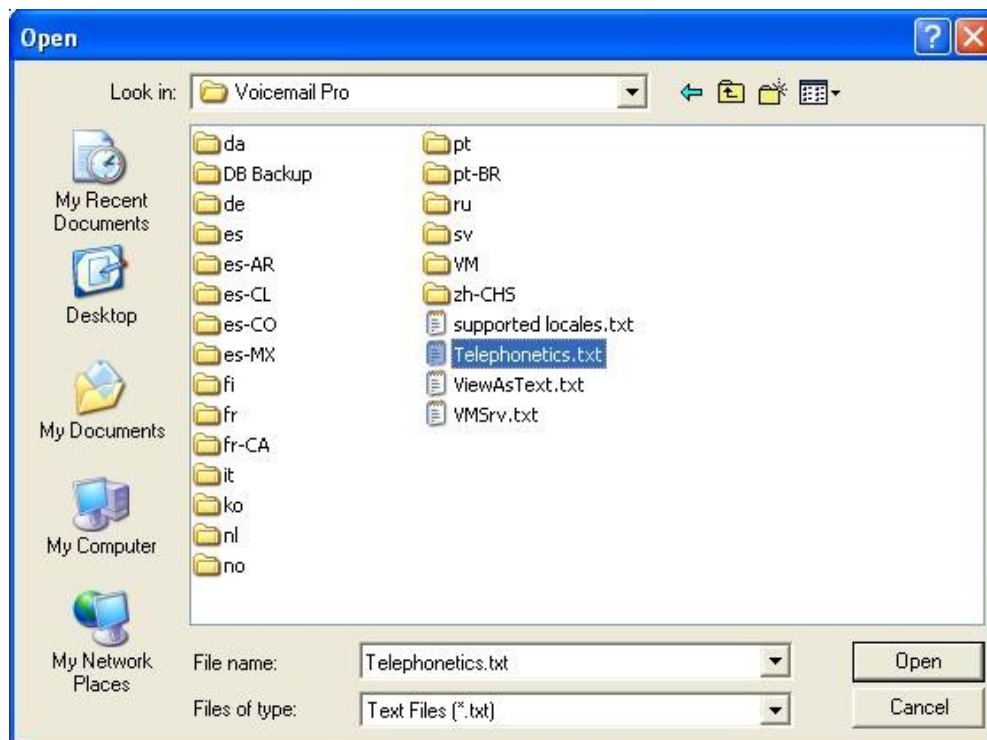 Open
Look in: Voicemail Pro
My Recent
Documents
Desktop
My Documents
My Computer
My Network
Places
da
DB Backup
de
es
es-AR
es-CL
es-CO
es-MX
fi
fr
fr-CA
it
ko
nl
no
pt
pt-BR
ru
sv
VM
zh-CHS
supported locales.txt
Telephonetics.txt
ViewAsText.txt
VMSrv.txt
File name: Telephonetics.txt Open
Files of type: Text Files (*.txt) Cancel